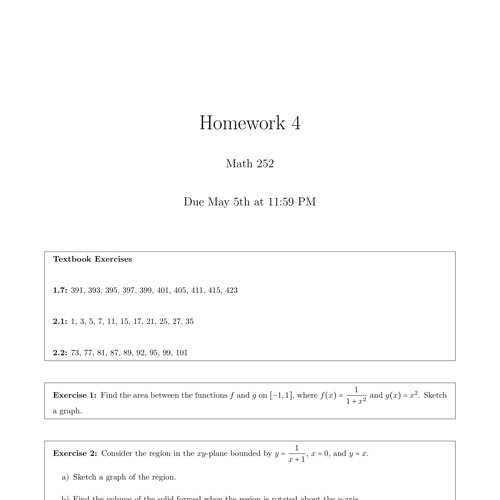 Homework 4
Math 252
Due May 5th at 11:59 PM
Textbook Exercises
1.7: 391, 393, 395, 397, 399, 401, 405, 411, 415, 423
2.1: 1, 3, 5, 7, 11, 15, 17, 21, 25, 27, 35
2.2: 73, 77, 81, 87, 89, 92, 95, 99, 101
Exercise 1: Find the area between the functions f and g on [−1, 1], where f(x) = 1/(1 + x²) and g(x) = x². Sketch
a graph.
Exercise 2: Consider the region in the xy-plane bounded by y = 1/(x + 1), x = 0, and y = x.
a) Sketch a graph of the region.
b) Find the volume of the solid formed when the region is rotated about the y-axis.